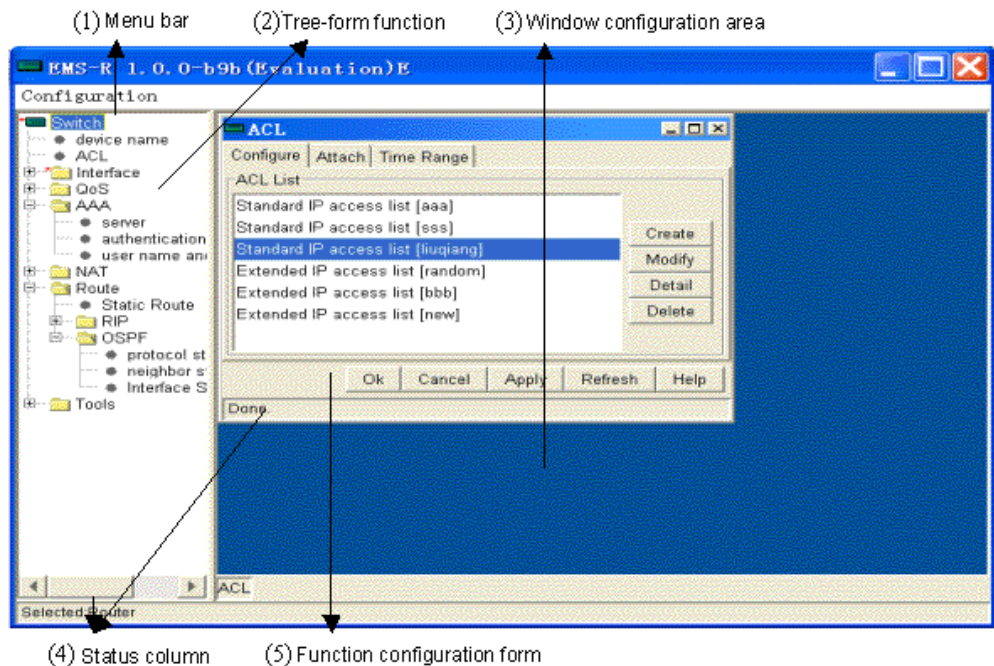 (1) Menu bar
(2)Tree-form function
(3) Window configuration area
EMS-R 1.0.0-b9b(Evaluation)E
Configuration
Switch
device name
ACL
Interface
QoS
AAA
server
authentication
user name an
NAT
Route
Static Route
RIP
OSPF
protocol st
neighbor s
Interface S
Tools
ACL
Configure
Attach
Time Range
ACL List
Standard IP access list [aaa]
Standard IP access list [sss]
Standard IP access list [liuqiang]
Extended IP access list [random]
Extended IP access list [bbb]
Extended IP access list [new]
Create
Modify
Detail
Delete
Ok
Cancel
Apply
Refresh
Help
Done.
ACL
Selected:Router
(4) Status column
(5) Function configuration form